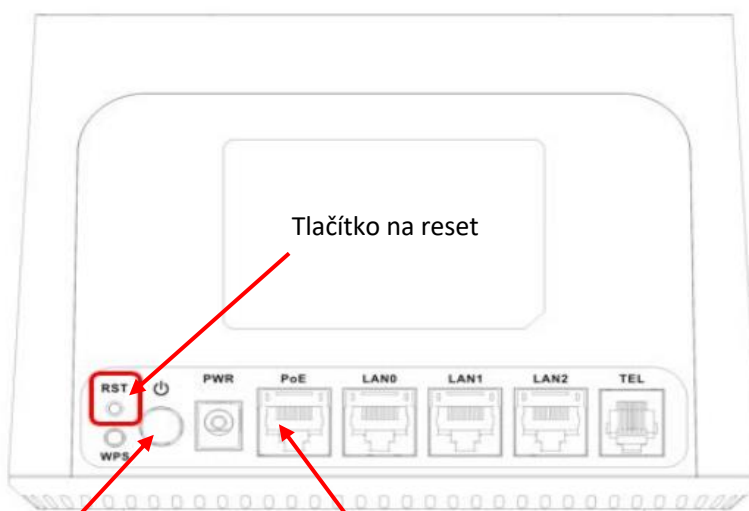 Tlačítko na reset
RST
PWR
PoE
LAN0
LAN1
LAN2
TEL
WPS